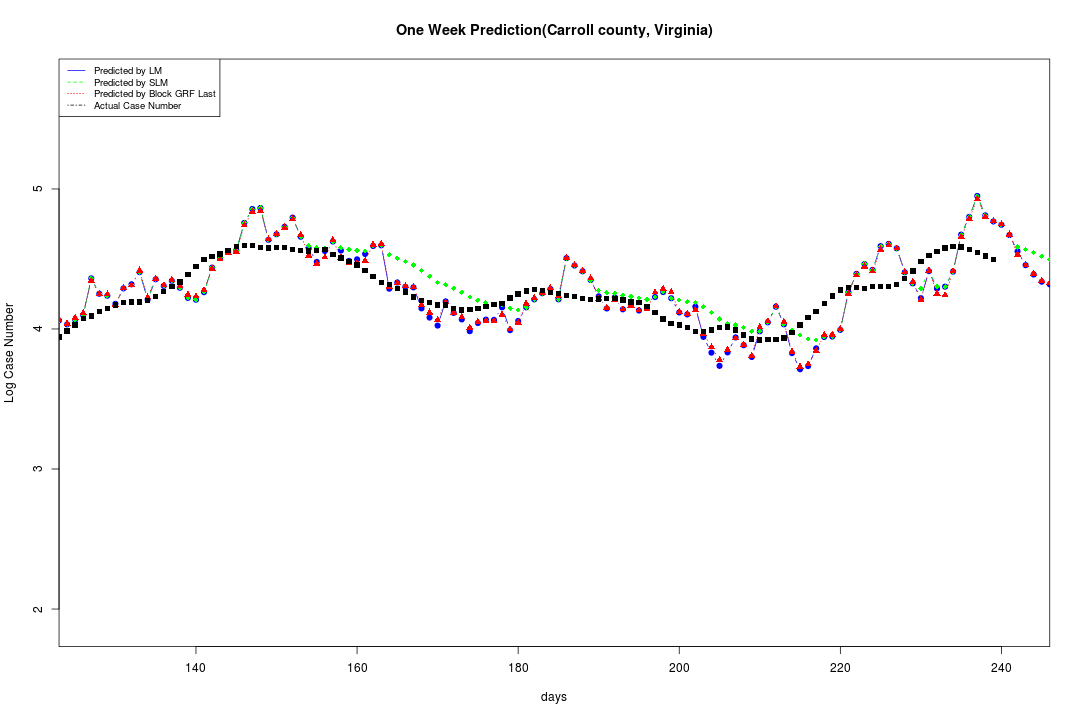 One Week Prediction(Carroll county, Virginia)
Predicted by LM
Predicted by SLM
Predicted by Block GRF Last
Actual Case Number
5
4
3
2
Log Case Number
140 160 180 200 220 240
days